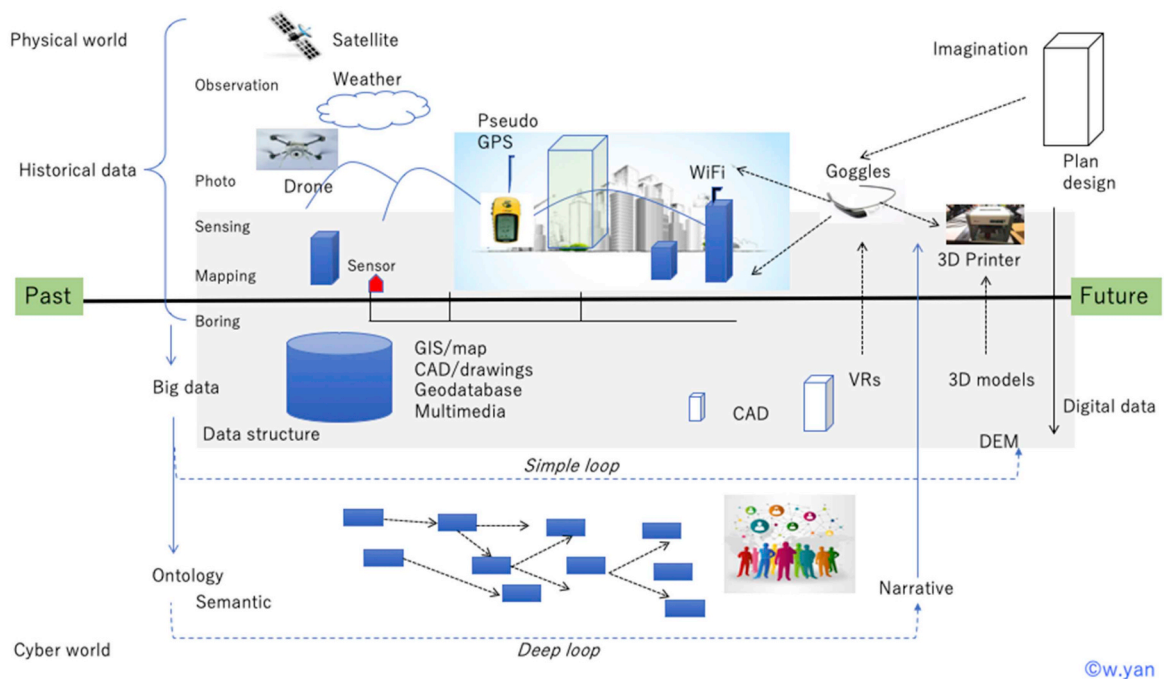 Physical world
Satellite
Imagination
Observation
Weather
Pseudo
GPS
Historical data
Drone
Photo
WiFi
Goggles
Plan
design
Sensing
Sensor
Mapping
3D Printer
Past
Future
Boring
GIS/map
CAD/drawings
Geodatabase
Multimedia
Big data
VRs
3D models
CAD
Digital data
Data structure
DEM
Simple loop
Ontology
Semantic
Narrative
Cyber world
Deep loop
©w.yan